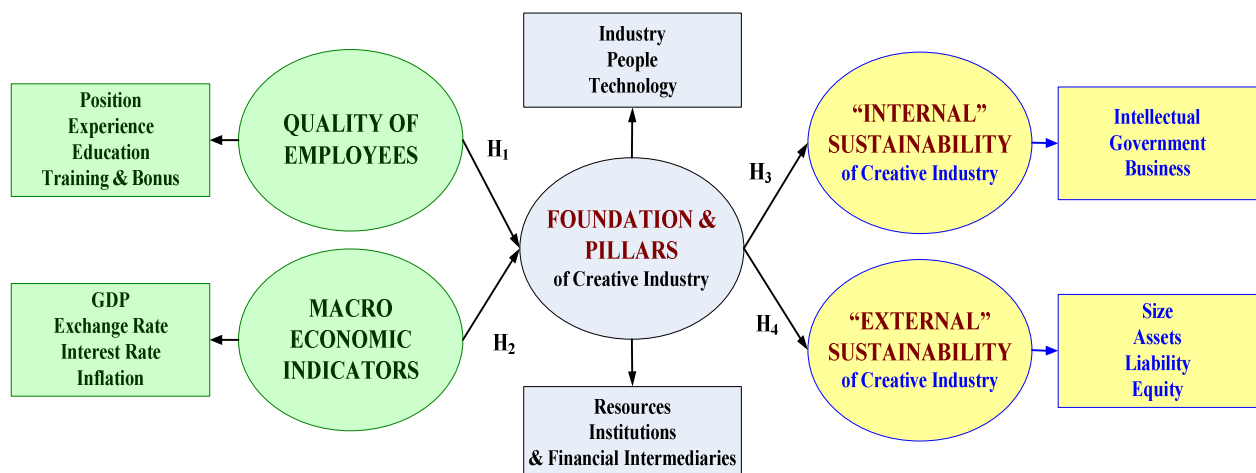 Position
Experience
Education
Training & Bonus
QUALITY OF
EMPLOYEES
H1
GDP
Exchange Rate
Interest Rate
Inflation
MACRO
ECONOMIC
INDICATORS
H2
Industry
People
Technology
FOUNDATION &
PILLARS
of Creative Industry
Resources
Institutions
& Financial Intermediaries
H3
“INTERNAL”
SUSTAINABILITY
of Creative Industry
Intellectual
Government
Business
H4
“EXTERNAL”
SUSTAINABILITY
of Creative Industry
Size
Assets
Liability
Equity